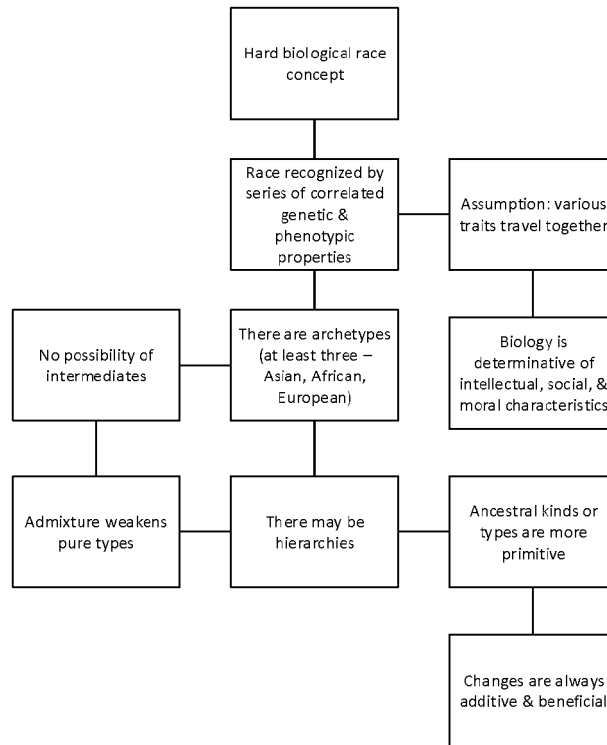 Hard biological race
concept
Race recognized by
series of correlated
genetic &
phenotypic
properties
Assumption: various
traits travel together
No possibility of
intermediates
There are archetypes
(at least three –
Asian, African,
European)
Biology is
determinative of
intellectual, social, &
moral characteristics
Admixture weakens
pure types
There may be
hierarchies
Ancestral kinds or
types are more
primitive
Changes are always
additive & beneficial